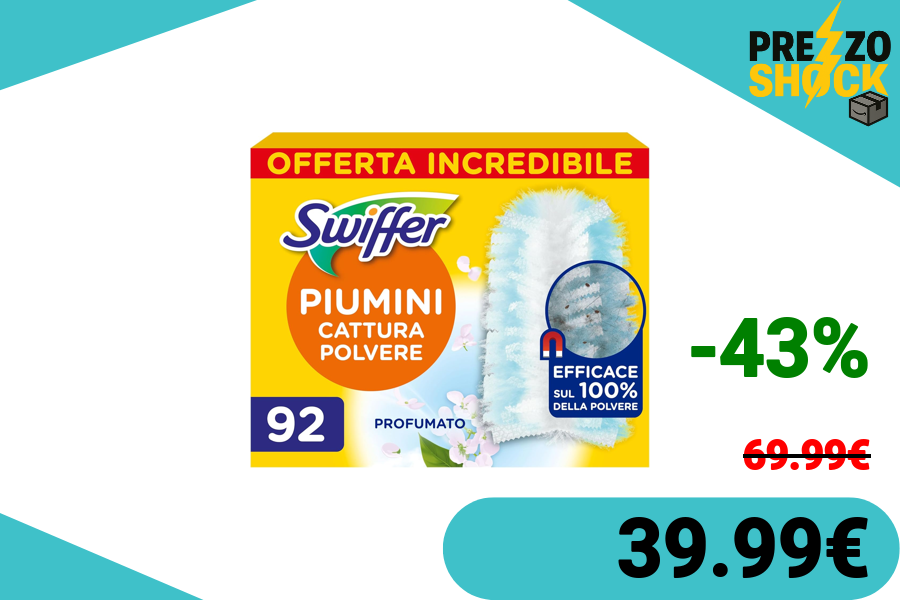 PREZZO
SHOCK
OFFERTA INCREDIBILE
Swiffer
PIUMINI
CATTURA
POLVERE
EFFICACE
SUL 100%
DELLA POLVERE
92
PROFUMATO
-43%
69.99€
39.99€